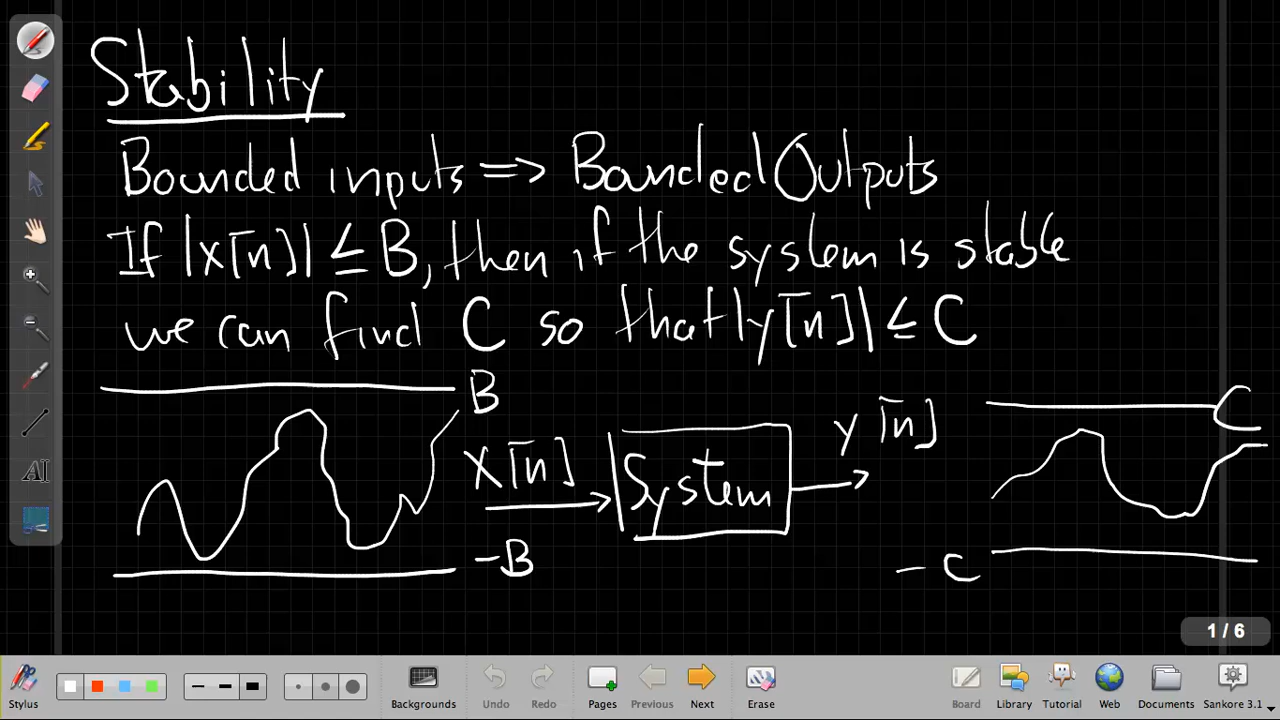 Stability
Bounded inputs => Bounded Outputs
If |x[n]| ≤ B, then if the system is stable
we can find C so that |y[n]| ≤ C
B
C
x[n]
System
y[n]
-B
-C
1 / 6
AI
Stylus
Backgrounds
Undo
Redo
Pages
Previous
Next
Erase
Board
Library
Tutorial
Web
Documents
Sankore 3.1